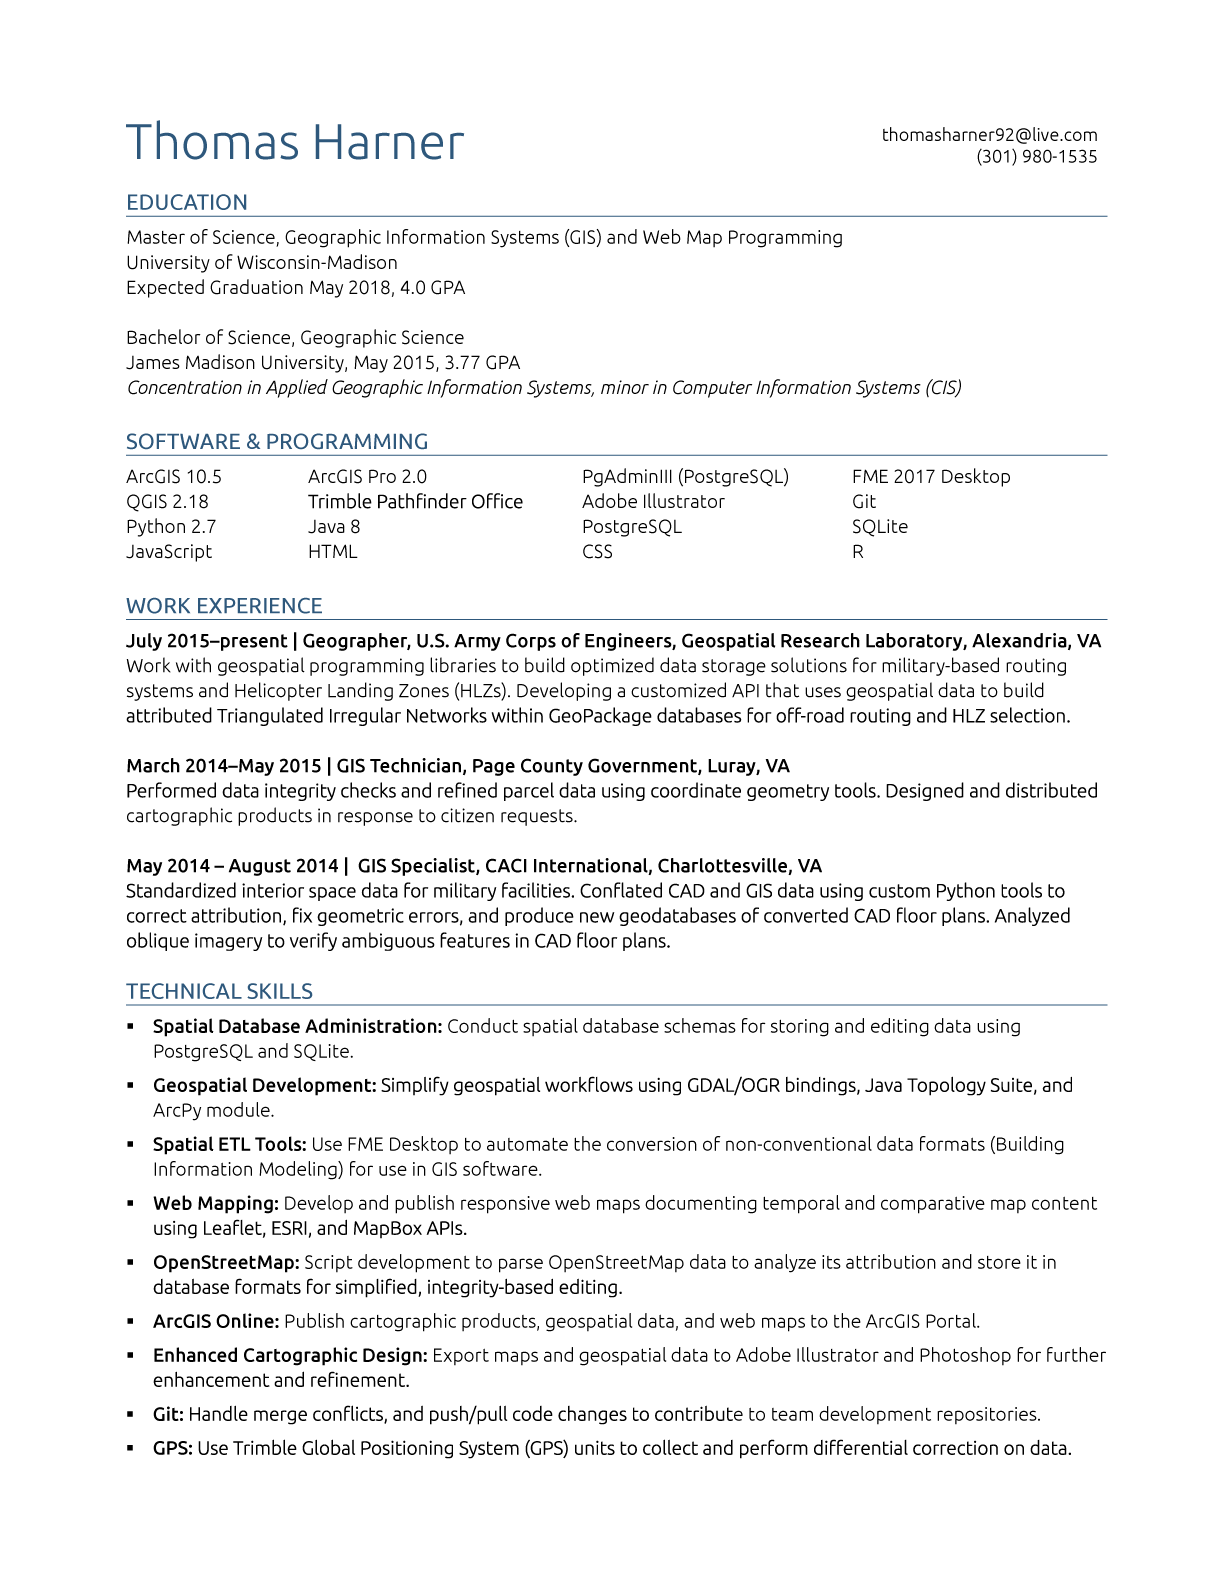 Thomas Harner
thomasharner92@live.com
(301) 980-1535
EDUCATION
Master of Science, Geographic Information Systems (GIS) and Web Map Programming
University of Wisconsin-Madison
Expected Graduation May 2018, 4.0 GPA
Bachelor of Science, Geographic Science
James Madison University, May 2015, 3.77 GPA
Concentration in Applied Geographic Information Systems, minor in Computer Information Systems (CIS)
SOFTWARE & PROGRAMMING
ArcGIS 10.5 ArcGIS Pro 2.0 PgAdminIII (PostgreSQL) FME 2017 Desktop
QGIS 2.18 Trimble Pathfinder Office Adobe Illustrator Git
Python 2.7 Java 8 PostgreSQL SQLite
JavaScript HTML CSS R
WORK EXPERIENCE
July 2015–present | Geographer, U.S. Army Corps of Engineers, Geospatial Research Laboratory, Alexandria, VA
Work with geospatial programming libraries to build optimized data storage solutions for military-based routing
systems and Helicopter Landing Zones (HLZs). Developing a customized API that uses geospatial data to build
attributed Triangulated Irregular Networks within GeoPackage databases for off-road routing and HLZ selection.
March 2014–May 2015 | GIS Technician, Page County Government, Luray, VA
Performed data integrity checks and refined parcel data using coordinate geometry tools. Designed and distributed
cartographic products in response to citizen requests.
May 2014 – August 2014 | GIS Specialist, CACI International, Charlottesville, VA
Standardized interior space data for military facilities. Conflated CAD and GIS data using custom Python tools to
correct attribution, fix geometric errors, and produce new geodatabases of converted CAD floor plans. Analyzed
oblique imagery to verify ambiguous features in CAD floor plans.
TECHNICAL SKILLS
▪ Spatial Database Administration: Conduct spatial database schemas for storing and editing data using
PostgreSQL and SQLite.
▪ Geospatial Development: Simplify geospatial workflows using GDAL/OGR bindings, Java Topology Suite, and
ArcPy module.
▪ Spatial ETL Tools: Use FME Desktop to automate the conversion of non-conventional data formats (Building
Information Modeling) for use in GIS software.
▪ Web Mapping: Develop and publish responsive web maps documenting temporal and comparative map content
using Leaflet, ESRI, and MapBox APIs.
▪ OpenStreetMap: Script development to parse OpenStreetMap data to analyze its attribution and store it in
database formats for simplified, integrity-based editing.
▪ ArcGIS Online: Publish cartographic products, geospatial data, and web maps to the ArcGIS Portal.
▪ Enhanced Cartographic Design: Export maps and geospatial data to Adobe Illustrator and Photoshop for further
enhancement and refinement.
▪ Git: Handle merge conflicts, and push/pull code changes to contribute to team development repositories.
▪ GPS: Use Trimble Global Positioning System (GPS) units to collect and perform differential correction on data.